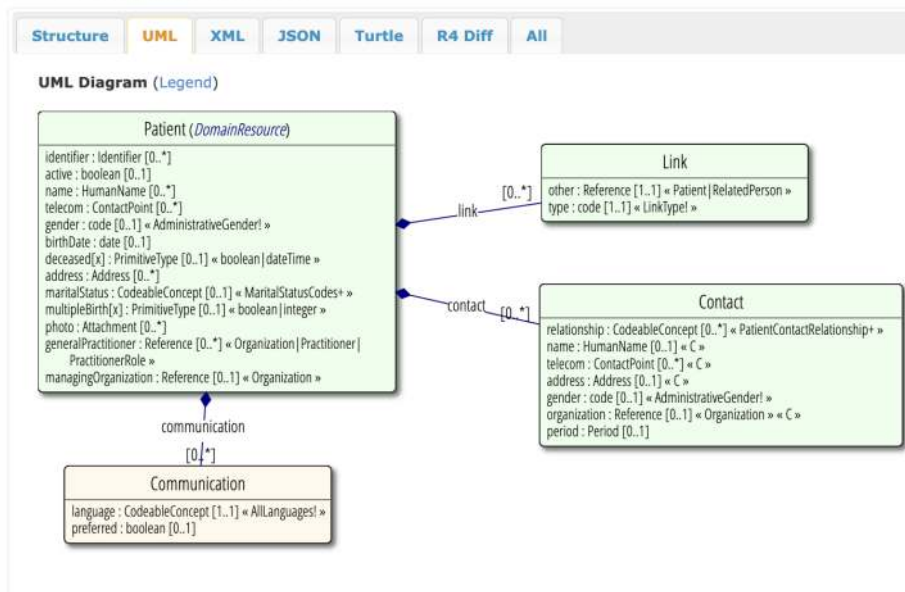 Structure UML XML JSON Turtle R4 Diff All
UML Diagram (Legend)
Patient (DomainResource)
identifier : Identifier [0..*]
active : boolean [0..1]
name : HumanName [0..*]
telecom : ContactPoint [0..*]
gender : code [0..1] « AdministrativeGender! »
birthDate : date [0..1]
deceased[x] : PrimitiveType [0..1] « boolean|dateTime »
address : Address [0..*]
maritalStatus : CodeableConcept [0..1] « MaritalStatusCodes+ »
multipleBirth[x] : PrimitiveType [0..1] « boolean|integer »
photo : Attachment [0..*]
generalPractitioner : Reference [0..*] « Organization|Practitioner|
PractitionerRole »
managingOrganization : Reference [0..1] « Organization »
link
[0..*]
Link
other : Reference [1..1] « Patient|RelatedPerson »
type : code [1..1] « LinkType! »
contact
[0..*]
Contact
relationship : CodeableConcept [0..*] « PatientContactRelationship+ »
name : HumanName [0..1] « C »
telecom : ContactPoint [0..*] « C »
address : Address [0..1] « C »
gender : code [0..1] « AdministrativeGender! »
organization : Reference [0..1] « Organization » « C »
period : Period [0..1]
communication
[0..*]
Communication
language : CodeableConcept [1..1] « AllLanguages! »
preferred : boolean [0..1]